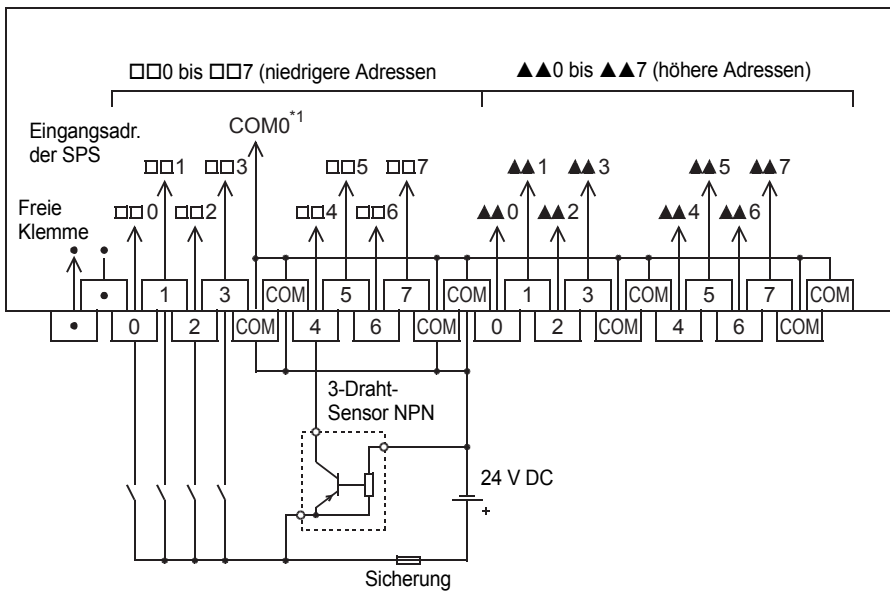 □□0 bis □□7 (niedrigere Adressen
▲▲0 bis ▲▲7 (höhere Adressen)
Eingangsadr.
der SPS
COM0*1
□□1 □□3 □□5 □□7 ▲▲1 ▲▲3 ▲▲5 ▲▲7
Freie
Klemme
□□0 □□2 □□4 □□6 ▲▲0 ▲▲2 ▲▲4 ▲▲6
• 1 3 COM 5 7 COM 1 3 COM 5 7 COM
• 0 2 COM 4 6 COM 0 2 COM 4 6 COM
3-Draht-
Sensor NPN
24 V DC
+
Sicherung